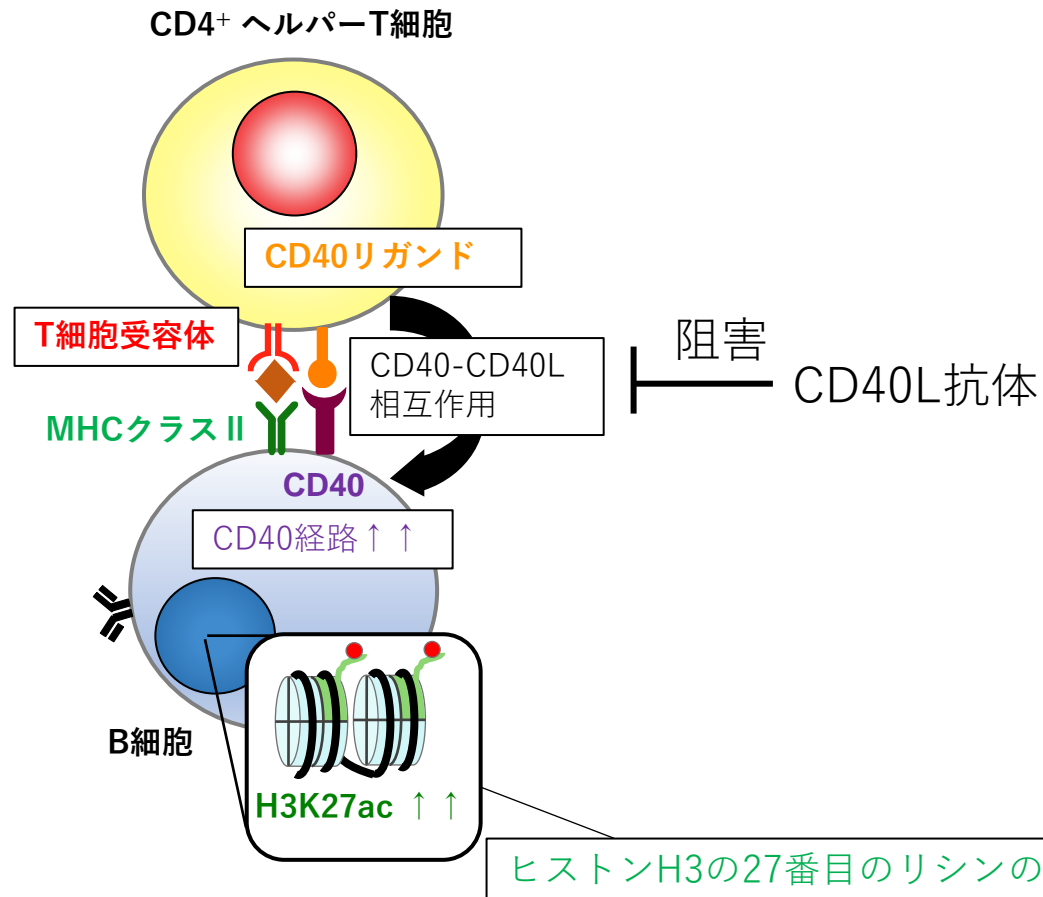 CD4⁺ ヘルパーT細胞
CD40リガンド
T細胞受容体
CD40-CD40L
相互作用
阻害
CD40L抗体
MHCクラスⅡ
CD40
CD40経路↑ ↑
B細胞
H3K27ac ↑ ↑
ヒストンH3の27番目のリシンの